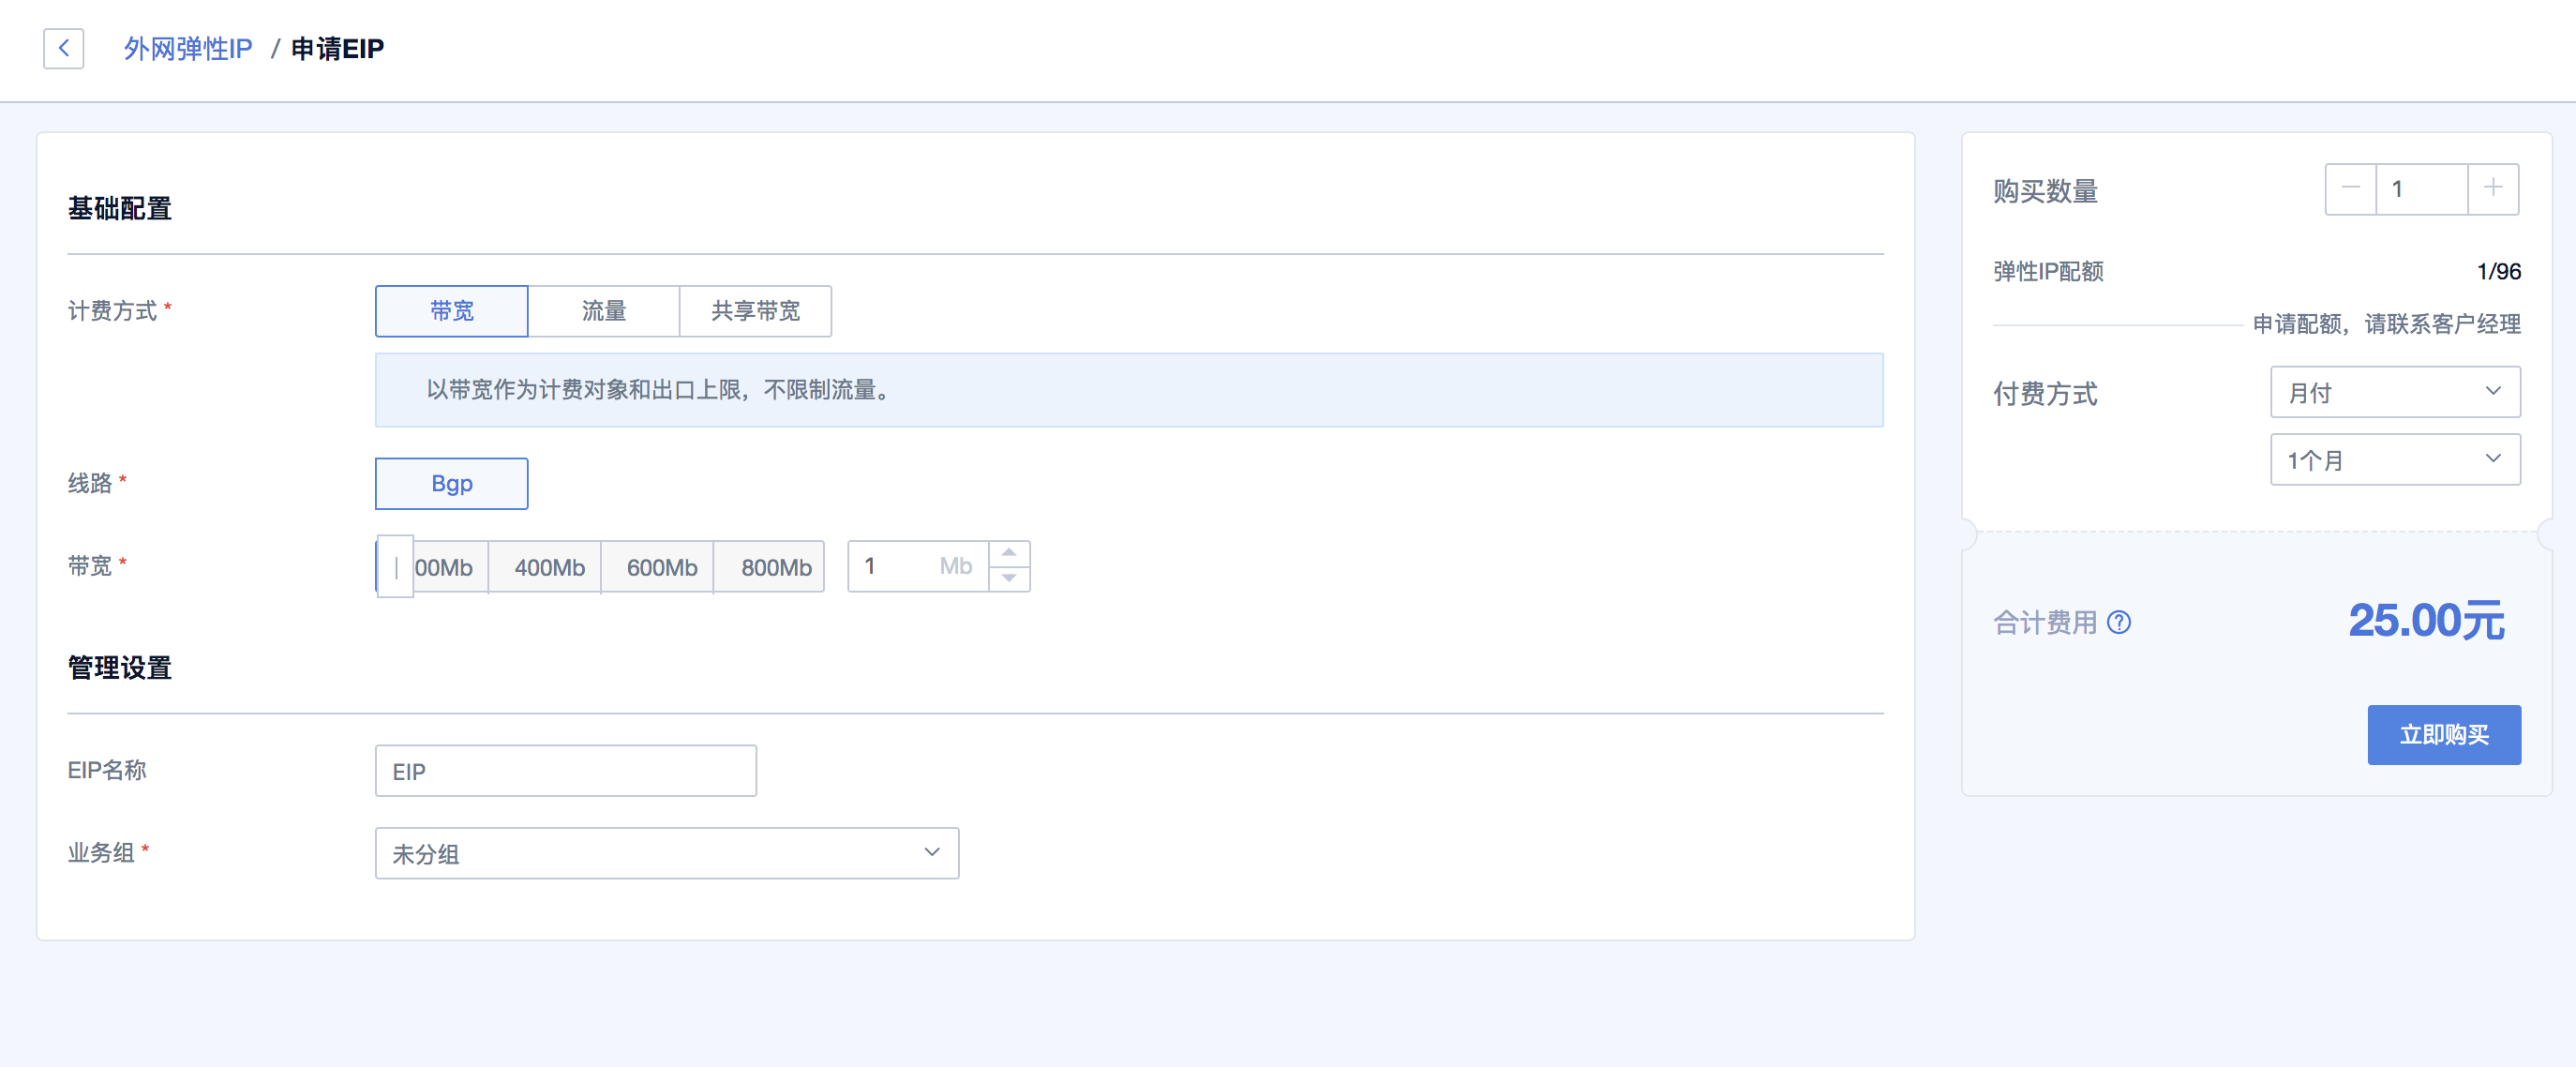 外网弹性IP / 申请EIP
基础配置
计费方式 *
带宽 流量 共享带宽
以带宽作为计费对象和出口上限，不限制流量。
线路 *
Bgp
带宽 *
00Mb 400Mb 600Mb 800Mb 1 Mb
管理设置
EIP名称
EIP
业务组 *
未分组
购买数量
1
弹性IP配额
1/96
申请配额，请联系客户经理
付费方式
月付
1个月
合计费用 ?
25.00元
立即购买